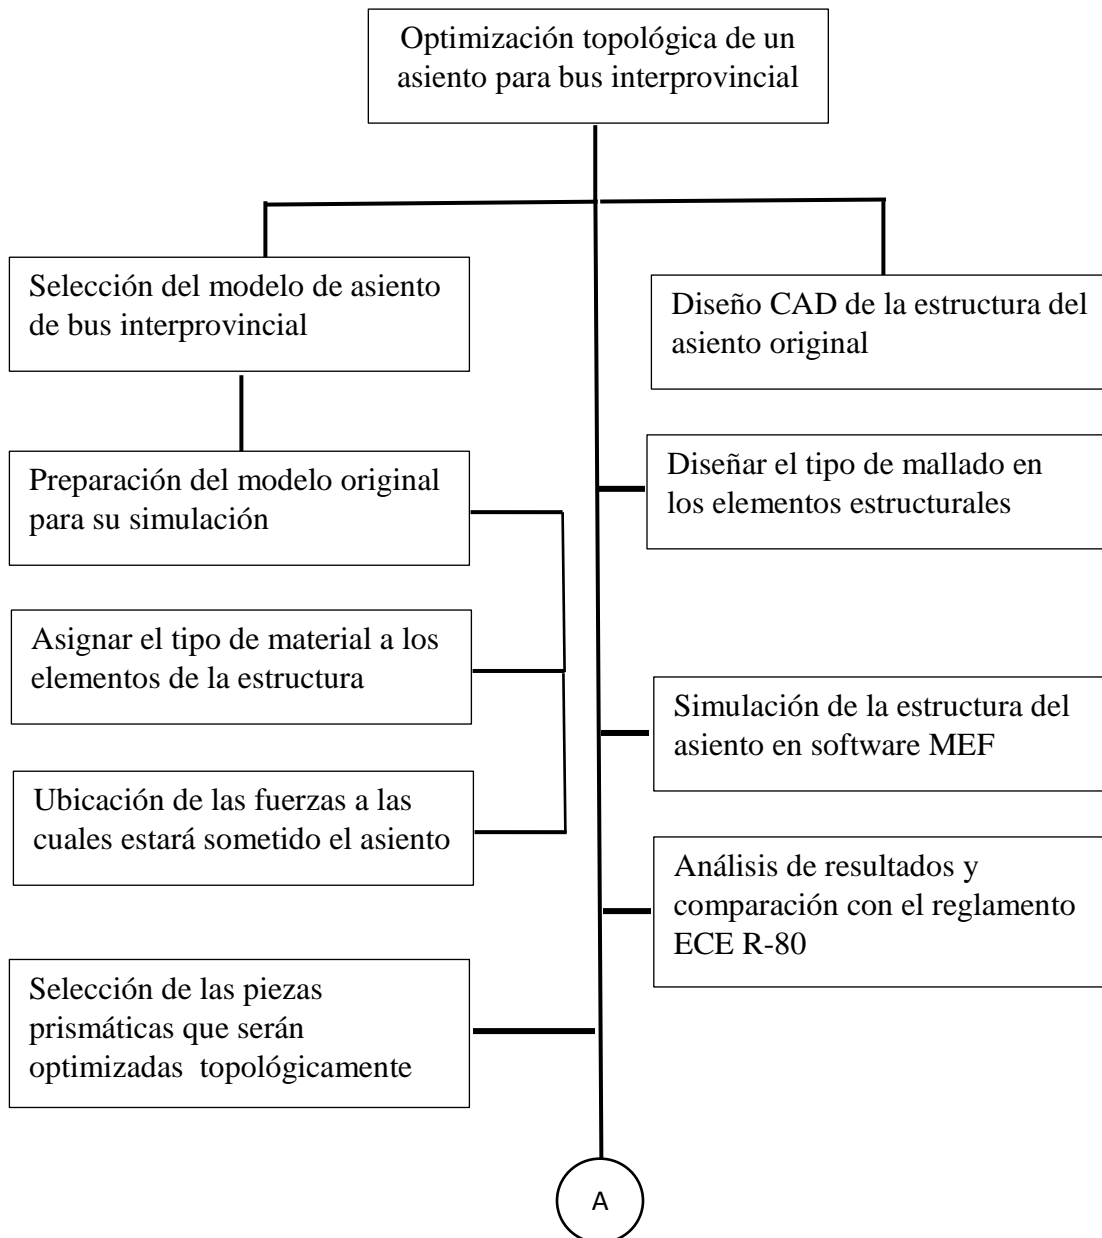 Optimización topológica de un
asiento para bus interprovincial
Selección del modelo de asiento
de bus interprovincial
Diseño CAD de la estructura del
asiento original
Preparación del modelo original
para su simulación
Diseñar el tipo de mallado en
los elementos estructurales
Asignar el tipo de material a los
elementos de la estructura
Simulación de la estructura del
asiento en software MEF
Ubicación de las fuerzas a las
cuales estará sometido el asiento
Análisis de resultados y
comparación con el reglamento
ECE R-80
Selección de las piezas
prismáticas que serán
optimizadas topológicamente
A